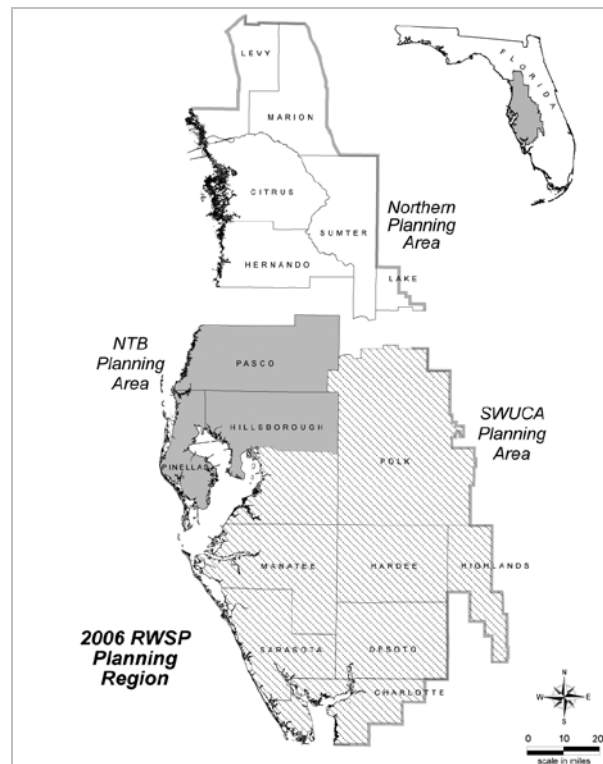 LEVY
MARION
CITRUS
SUMTER
HERNANDO
LAKE
Northern
Planning
Area
FLORIDA
NTB
Planning
Area
PASCO
HILLSBOROUGH
PINELLAS
SWUCA
Planning
Area
POLK
MANATEE
HARDEE
HIGHLANDS
SARASOTA
DESOTO
CHARLOTTE
2006 RWSP
Planning
Region
N
W E
S
0 10 20
scale in miles